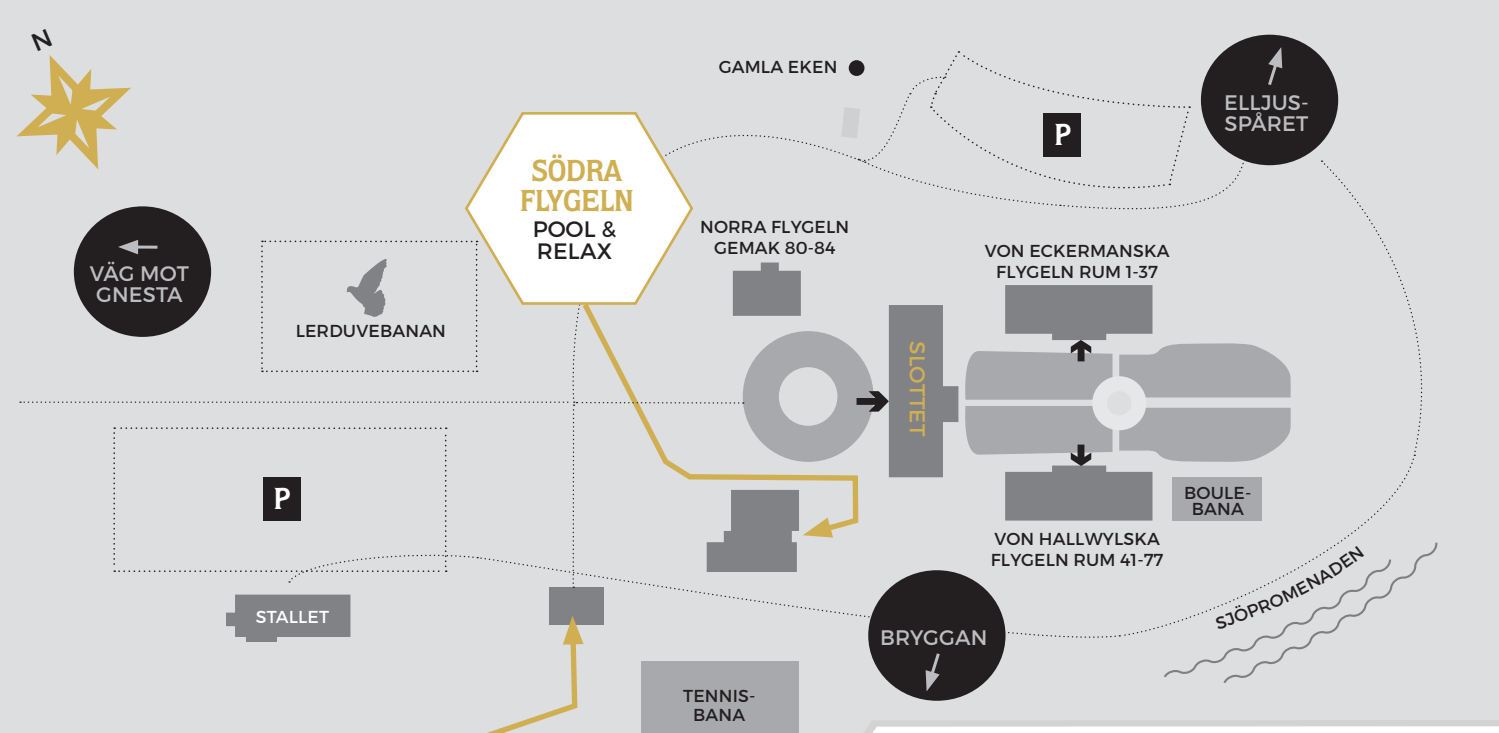 N
GAMLA EKEN
P
ELLJUS-
SPÅRET
SÖDRA
FLYGELN
POOL &
RELAX
VÄG MOT
GNESTA
LERDUVEBANAN
NORRA FLYGELN
GEMAK 80-84
VON ECKERMANSKA
FLYGELN RUM 1-37
SLOTTET
P
BOULE-
BANA
VON HALLWYLSKA
FLYGELN RUM 41-77
SJÖPROMENADEN
STALLET
BRYGGAN
TENNIS-
BANA